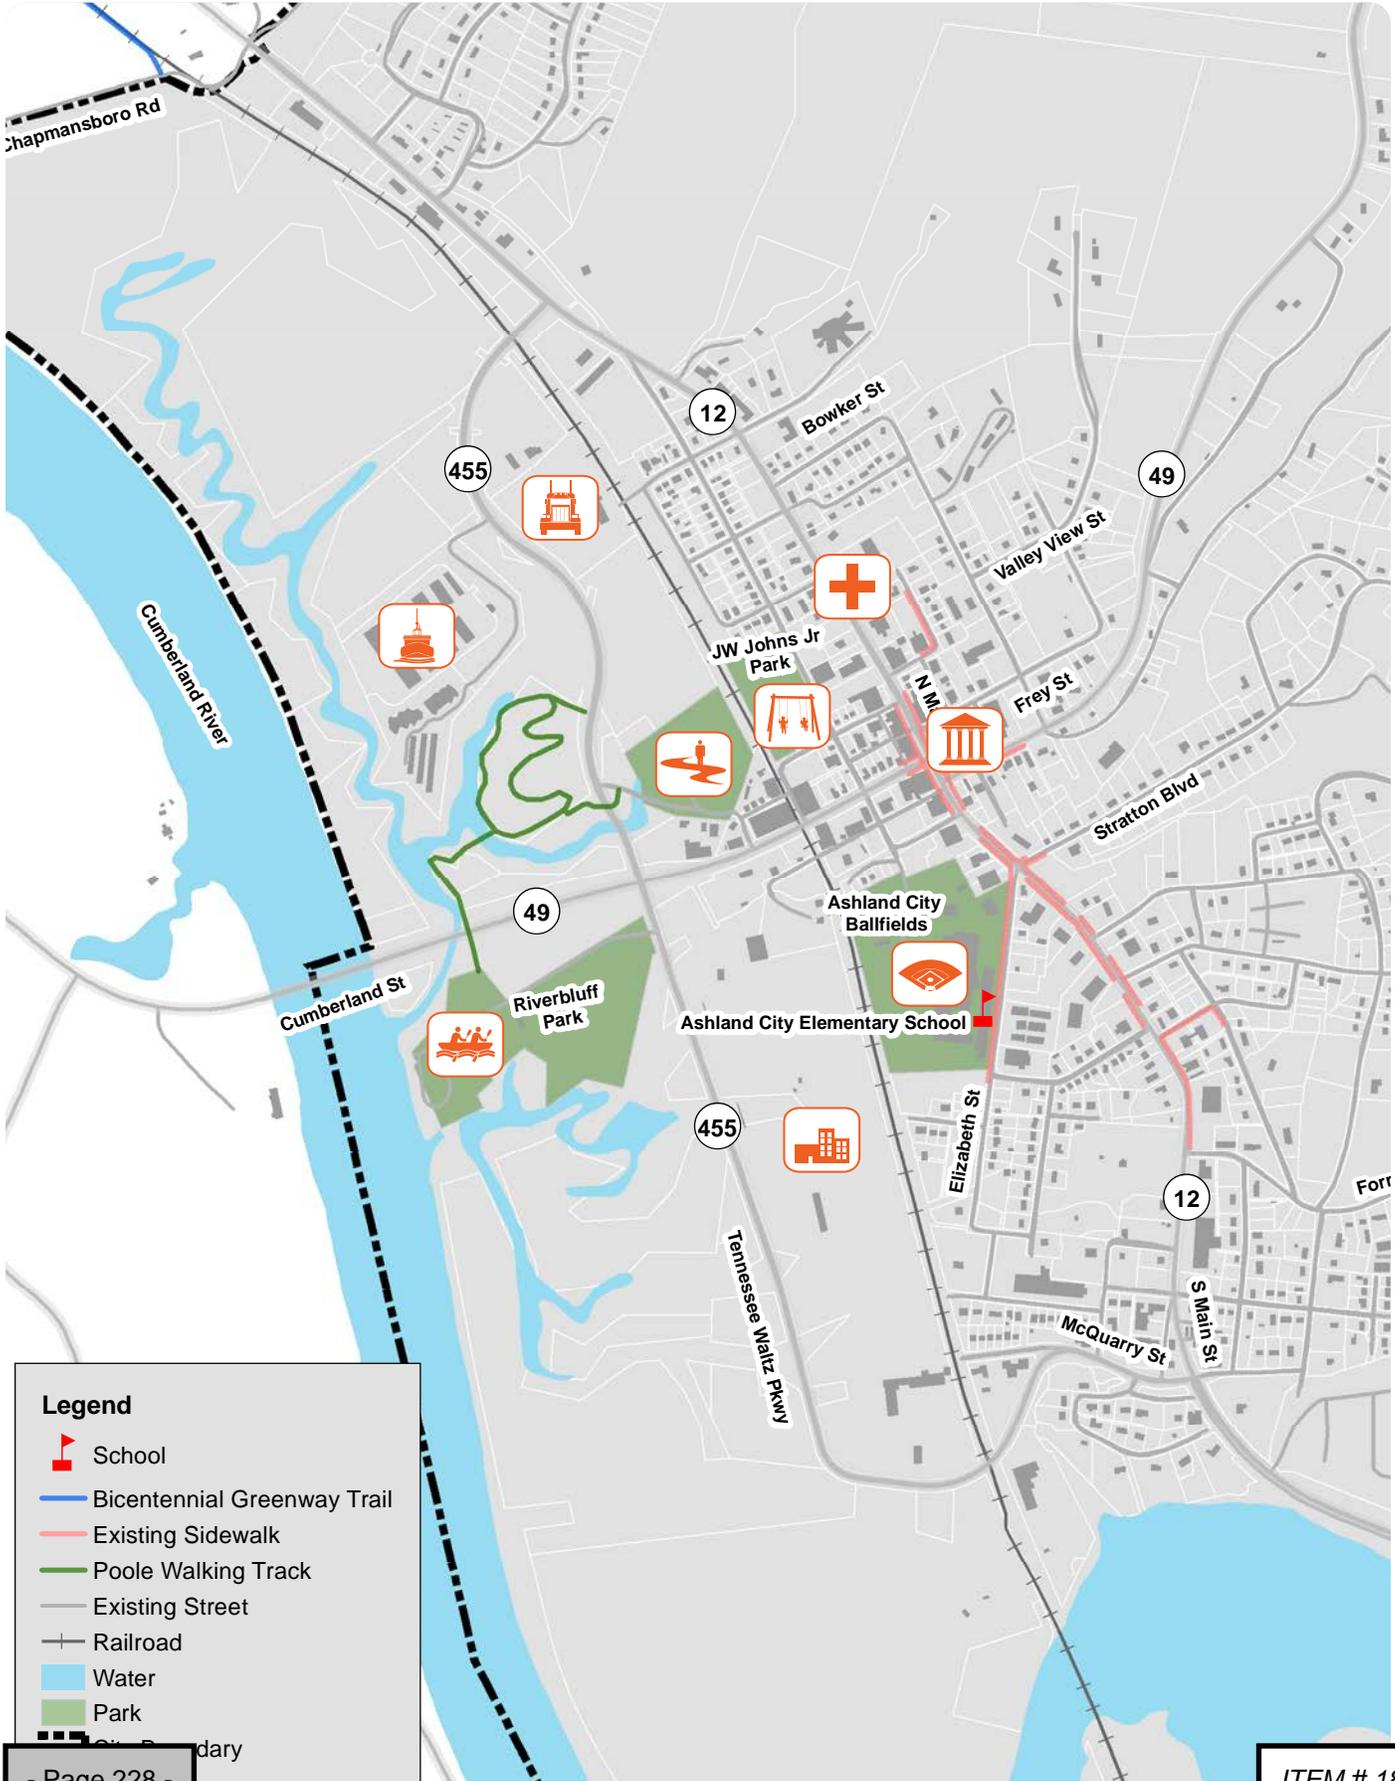 Chapmansboro Rd
12
Bowker St
455
49
Valley View St
Cumberland River
JW Johns Jr
Park
N
Frey St
Stratton Blvd
Ashland City
Ballfields
49
Riverbluff
Park
Cumberland St
Ashland City Elementary School
455
Elizabeth St
12
Tennessee Waltz Pkwy
S Main St
McQuarry St
Legend
School
Bicentennial Greenway Trail
Existing Sidewalk
Poole Walking Track
Existing Street
Railroad
Water
Park
- Page 228 -
ITEM #